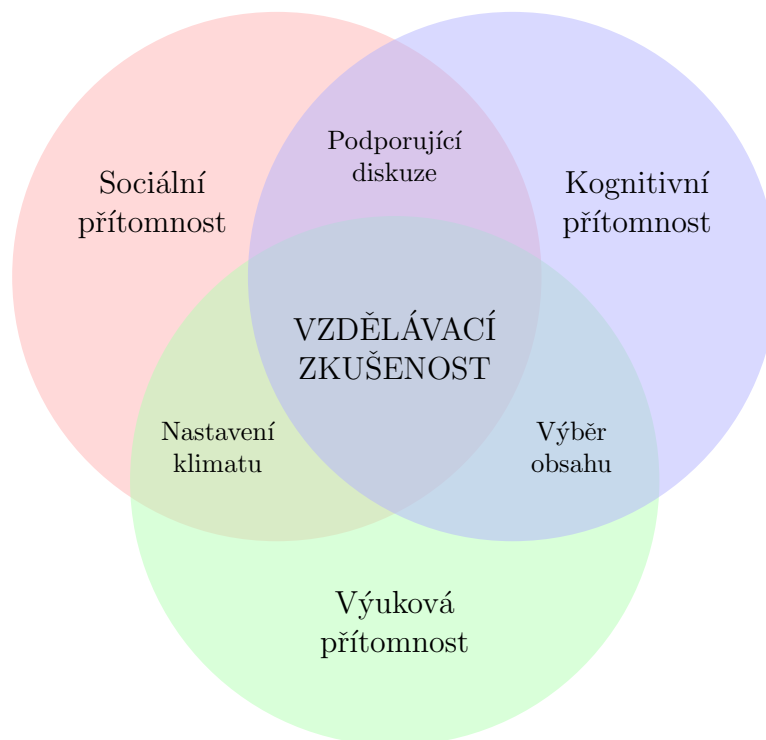 Podporující
diskuze
Sociální
přítomnost
Kognitivní
přítomnost
VZDĚLÁVACÍ
ZKUŠENOST
Nastavení
klimatu
Výběr
obsahu
Výuková
přítomnost